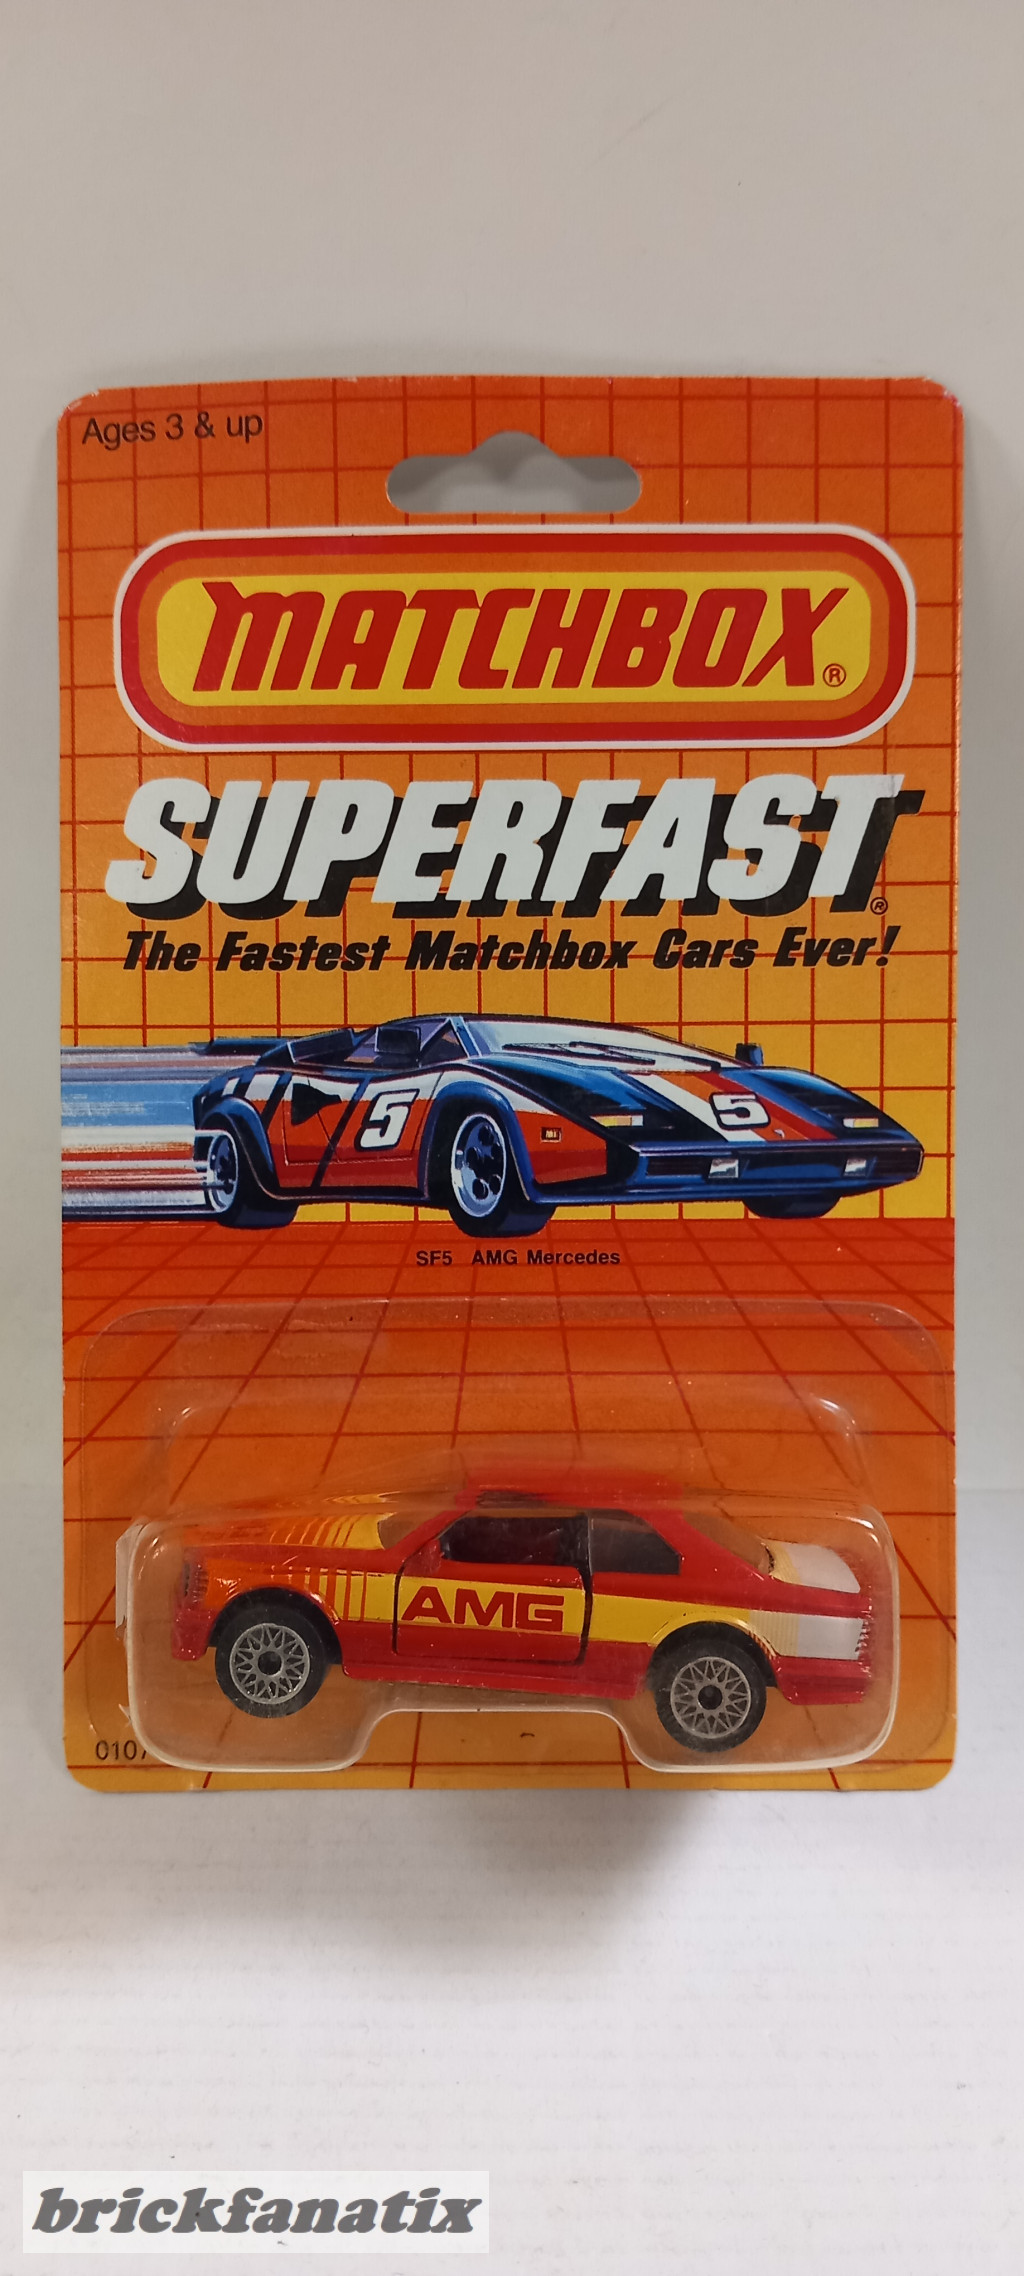 Ages 3 & up
MATCHBOX®
SUPERFAST®
The Fastest Matchbox Cars Ever!
5
5
SF5 AMG Mercedes
AMG
brickfanatix